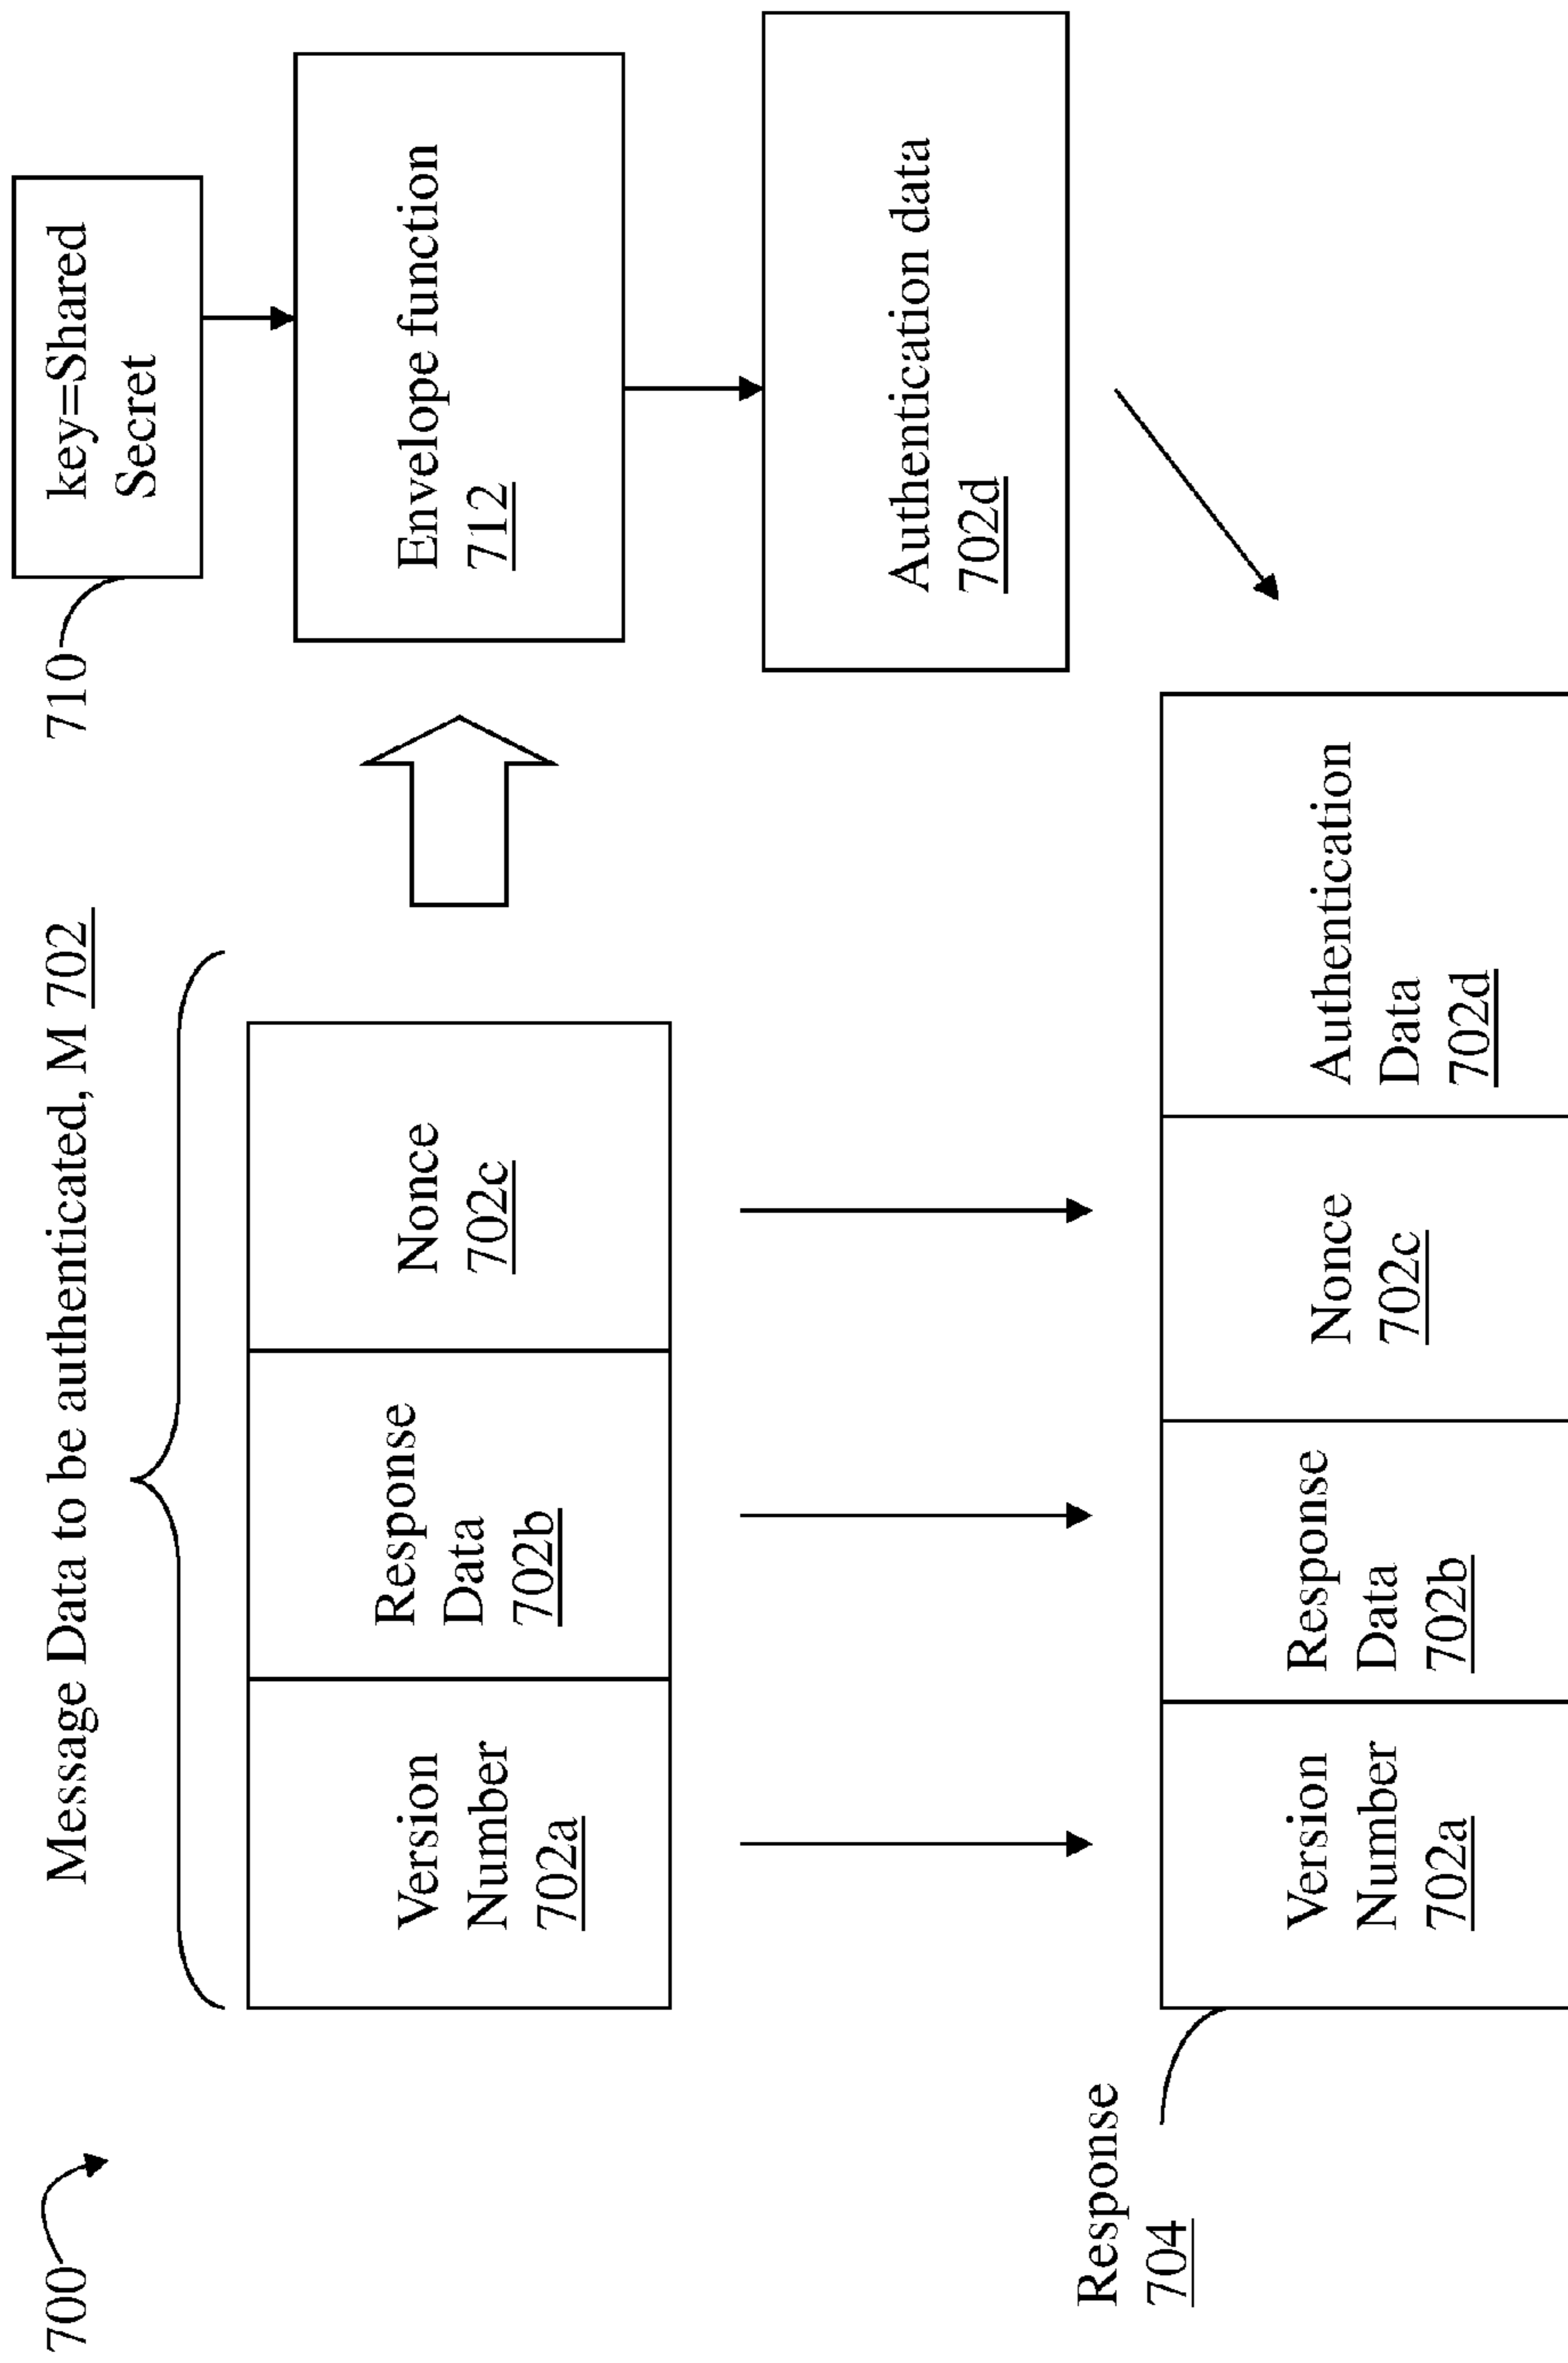 700
Message Data to be authenticated, M 702
710
key=Shared
Secret
Version
Number
702a
Response
Data
702b
Nonce
702c
Envelope function
712
Authentication data
702d
Response
704
Version
Number
702a
Response
Data
702b
Nonce
702c
Authentication
Data
702d